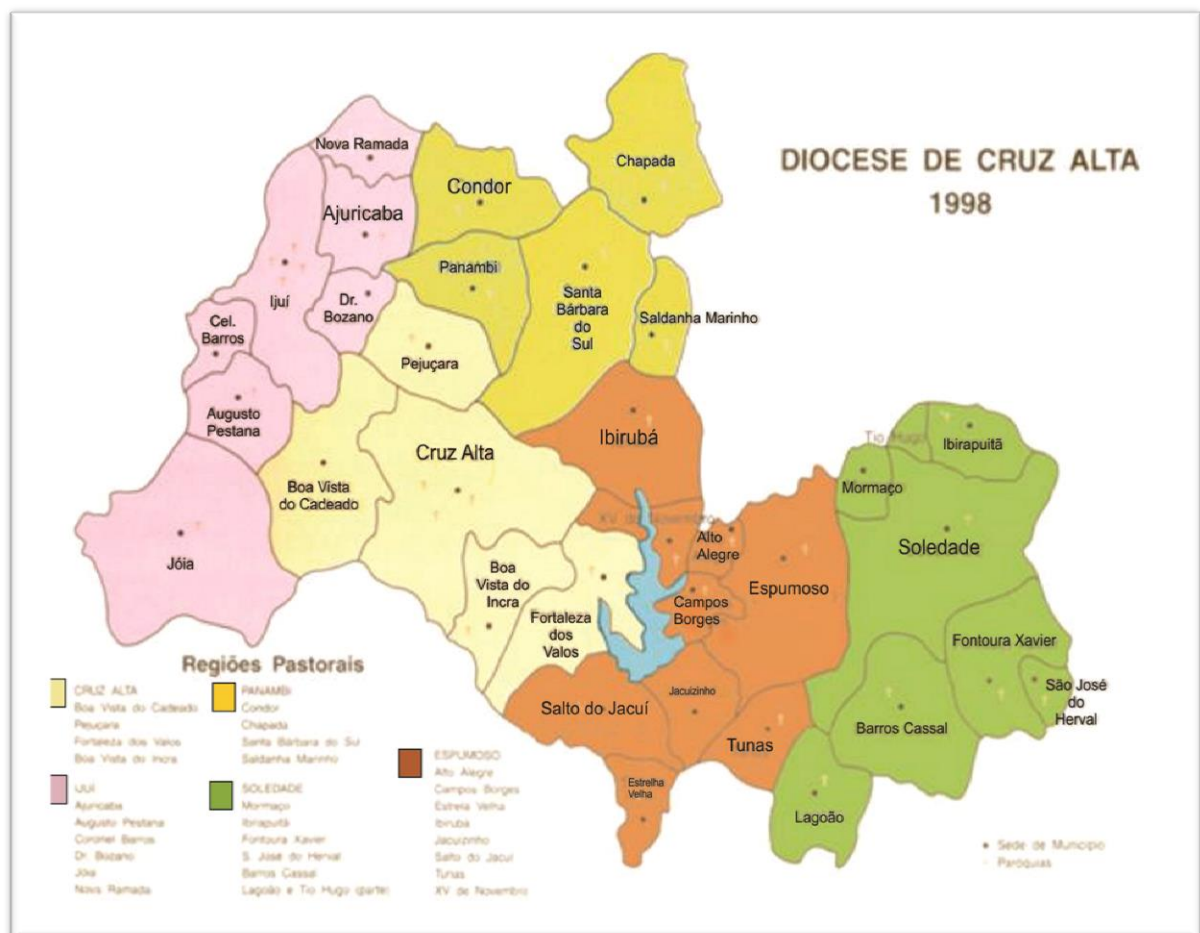 DIOCESE DE CRUZ ALTA
1998
Nova Ramada
Chapada
Condor
Ajuricaba
Panambi
Ijuí
Dr.
Bozano
Santa
Bárbara
do
Sul
Saldanha Marinho
Cel.
Barros
Pejuçara
Augusto
Pestana
Ibirubá
Tio Hugo
Ibirapuitã
Cruz Alta
Boa Vista
do Cadeado
Mormaço
XV de Novembro
Alto
Alegre
Soledade
Jóia
Boa
Vista do
Incra
Espumoso
Campos
Borges
Fortaleza
dos
Valos
Fontoura Xavier
São José
do
Herval
Salto do Jacuí
Jacuizinho
Barros Cassal
Tunas
Estrelha
Velha
Lagoão
Regiões Pastorais
CRUZ ALTA
Boa Vista do Cadeado
Pejuçara
Fortaleza dos Valos
Boa Vista do Incra
PANAMBI
Condor
Chapada
Santa Bárbara do Sul
Saldanha Marinho
IJUÍ
Ajuricaba
Augusto Pestana
Coronel Barros
Dr. Bozano
Jóia
Nova Ramada
SOLEDADE
Mormaço
Ibirapuitã
Fontoura Xavier
S. José do Herval
Barros Cassal
Lagoão e Tio Hugo (parte)
ESPUMOSO
Alto Alegre
Campos Borges
Estrela Velha
Ibirubá
Jacuizinho
Salto do Jacuí
Tunas
XV de Novembro
Sede de Município
Paróquias